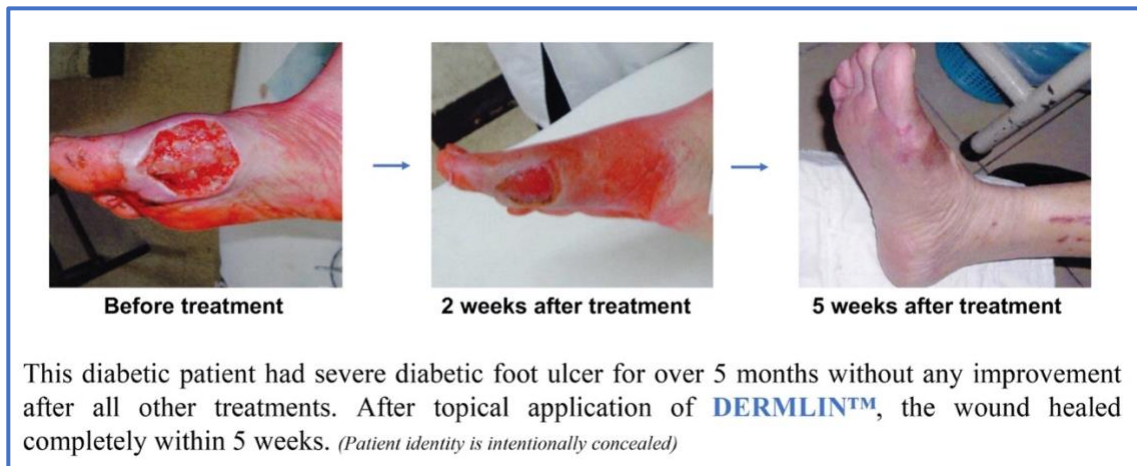 Before treatment
2 weeks after treatment
5 weeks after treatment
This diabetic patient had severe diabetic foot ulcer for over 5 months without any improvement
after all other treatments. After topical application of DERMLIN™, the wound healed
completely within 5 weeks. (Patient identity is intentionally concealed)